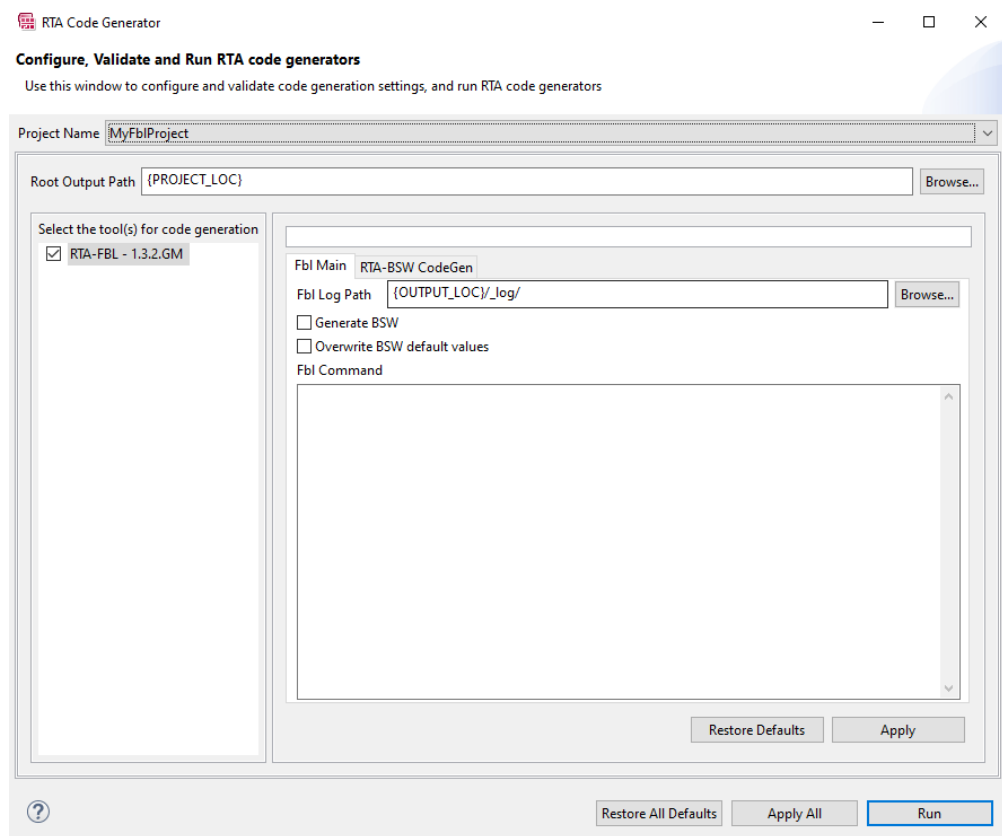 RTA Code Generator
Configure, Validate and Run RTA code generators
Use this window to configure and validate code generation settings, and run RTA code generators
Project Name MyFblProject
Root Output Path {PROJECT_LOC} Browse...
Select the tool(s) for code generation
RTA-FBL - 1.3.2.GM
Fbl Main RTA-BSW CodeGen
Fbl Log Path {OUTPUT_LOC}/_log/ Browse...
Generate BSW
Overwrite BSW default values
Fbl Command
Restore Defaults Apply
? Restore All Defaults Apply All Run